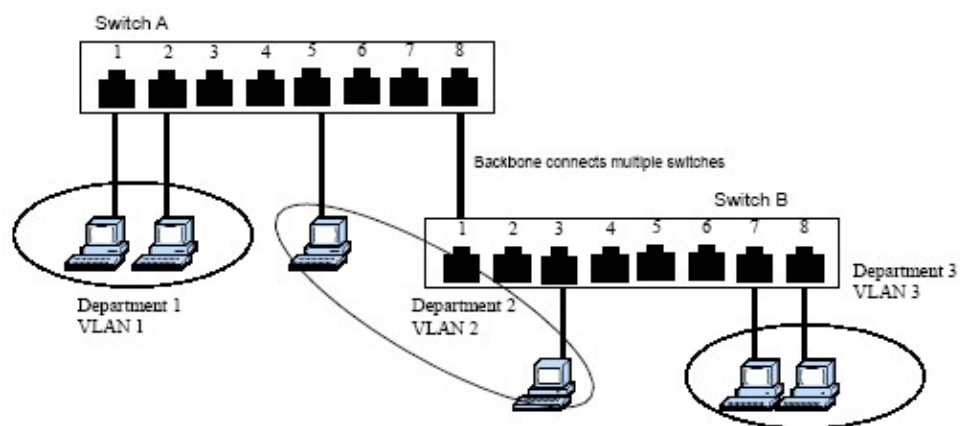 Switch A
1 2 3 4 5 6 7 8
Backbone connects multiple switches
Switch B
1 2 3 4 5 6 7 8
Department 1
VLAN 1
Department 2
VLAN 2
Department 3
VLAN 3